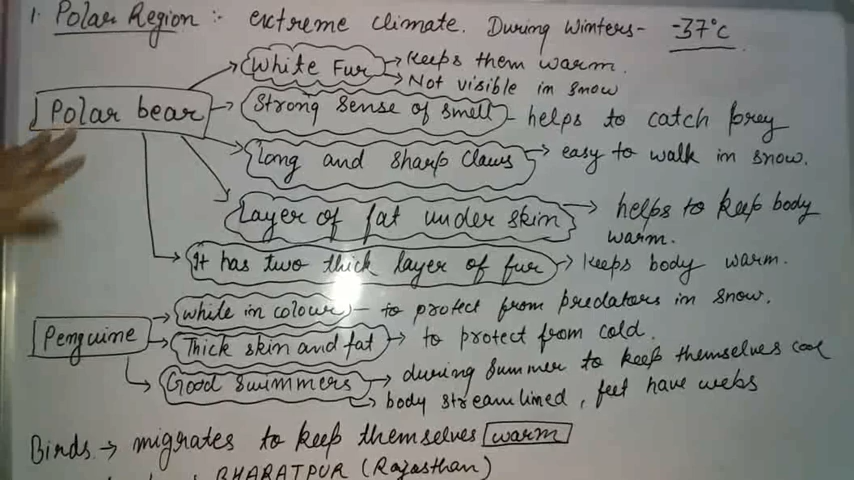 1. Polar Region :- extreme climate. During winters- -37°C
White Fur → Keeps them warm.
→ Not visible in snow
Polar bear → Strong sense of smell - helps to catch prey
Long and sharp claws → easy to walk in snow.
Layer of fat under skin → helps to keep body
warm.
It has two thick layer of fur → Keeps body warm.
Penguine → white in colour - to protect from predators in snow.
Thick skin and fat → to protect from cold.
Good swimmers → during summer to keep themselves cool
→ body streamlined, feet have webs
Birds → migrates to keep themselves warm
BHARATPUR (Rajasthan)